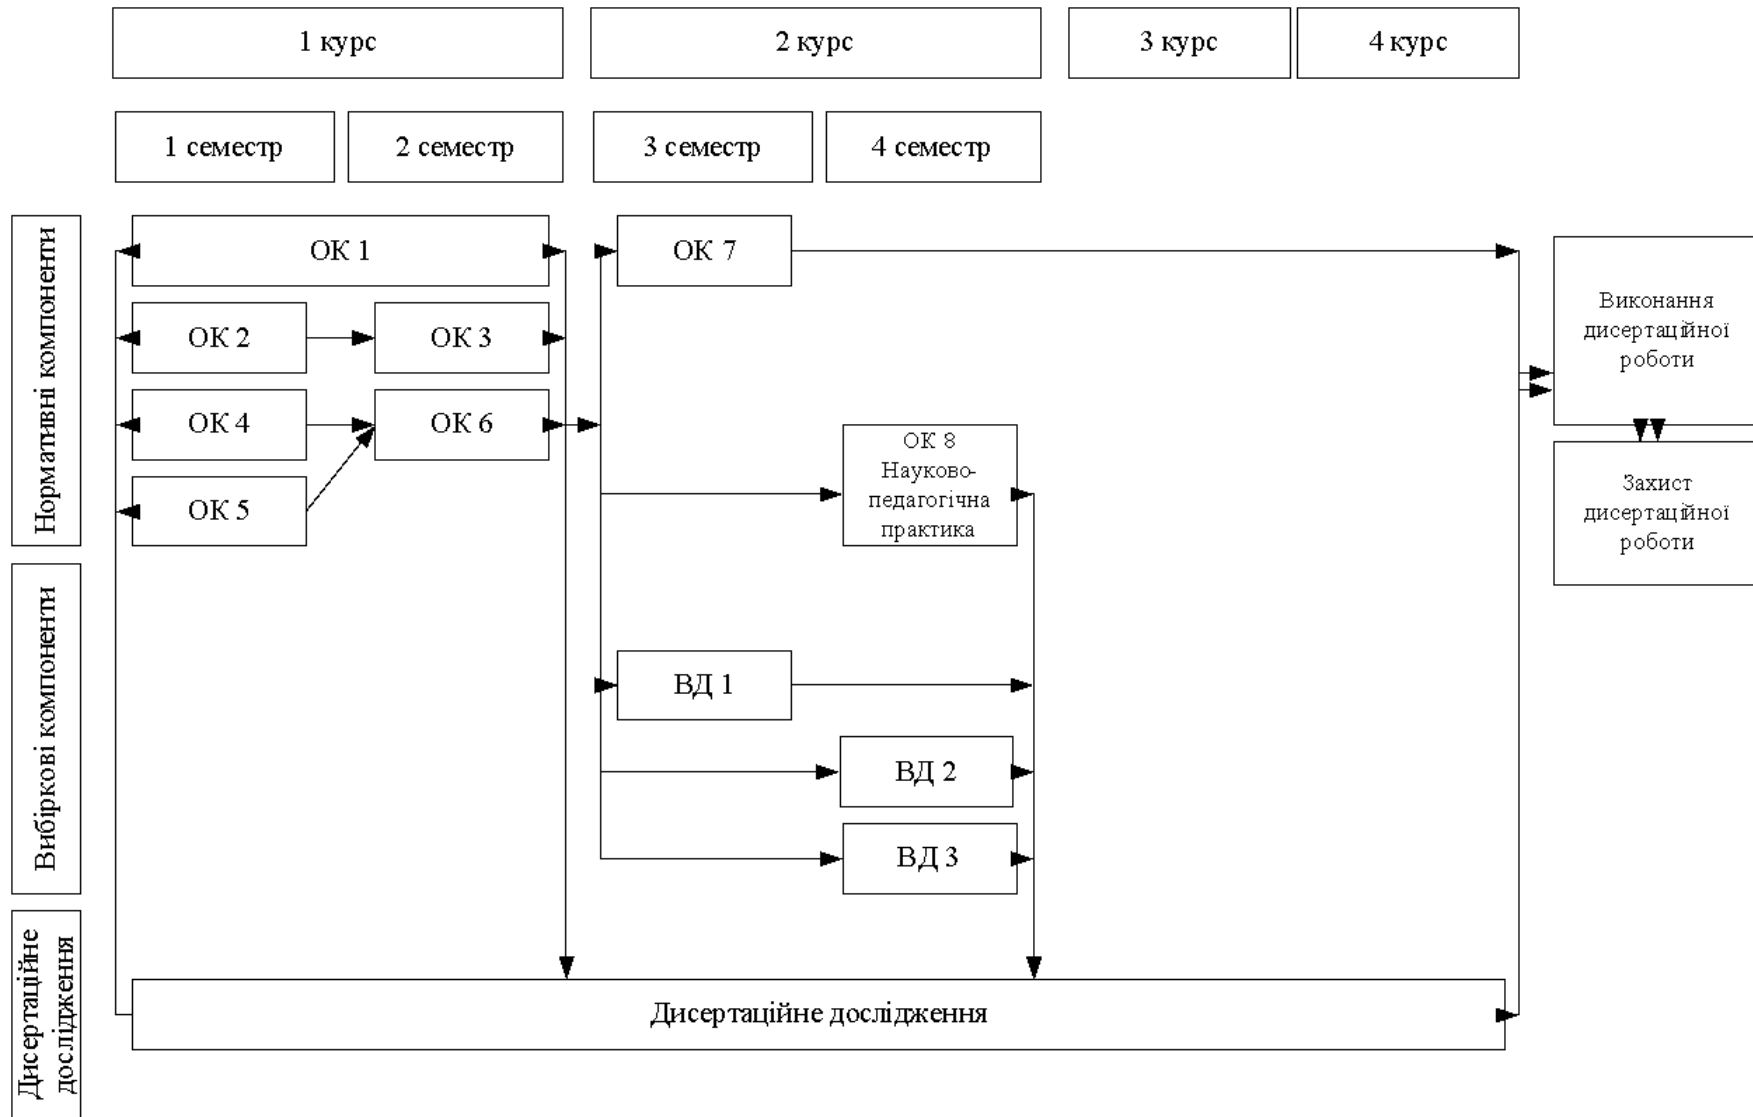 1 курс
2 курс
3 курс
4 курс
1 семестр
2 семестр
3 семестр
4 семестр
Нормативні компоненти
ОК 1
ОК 7
ОК 2
ОК 3
ОК 4
ОК 6
ОК 5
ОК 8
Науково-
педагогічна
практика
Виконання
дисертаційної
роботи
Захист
дисертаційної
роботи
Вибіркові компоненти
ВД 1
ВД 2
ВД 3
Дисертаційне
дослідження
Дисертаційне дослідження